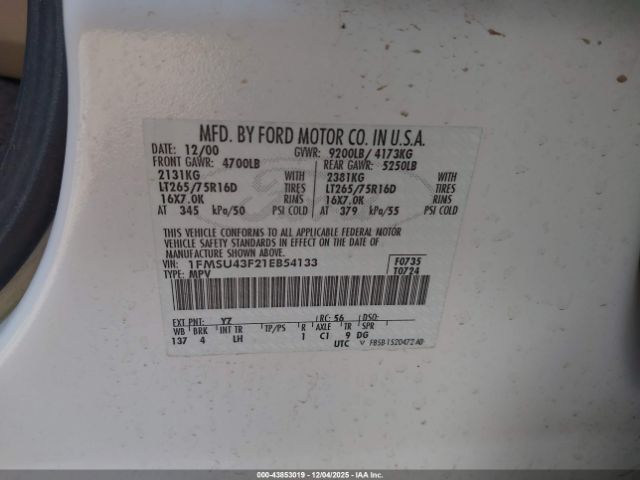 MFD. BY FORD MOTOR CO. IN U.S.A.
DATE: 12/00 GVWR: 9200LB/ 4173KG
FRONT GAWR: 4700LB REAR GAWR: 5250LB
2131KG WITH 2381KG WITH
LT265/75R16D TIRES LT265/75R16D TIRES
16X7.0K RIMS 16X7.0K RIMS
AT 345 kPa/50 PSI COLD AT 379 kPa/55 PSI COLD
THIS VEHICLE CONFORMS TO ALL APPLICABLE FEDERAL MOTOR
VEHICLE SAFETY STANDARD IN EFFECT ON THE DATE OF
MANUFACTURE SHOWN ABOVE.
VIN: 1FMSU43F21EB54133 F0735
TYPE: MPV T0724
EXT PNT: Y7 RC: 56 DSO:
WB BRK INT TR TP/PS R AXLE TR SPR
137 4 LH 1 C1 9 DG
UTC F85B-1520472-AD
000-43853019 - 12/04/2025 - IAA, Inc.